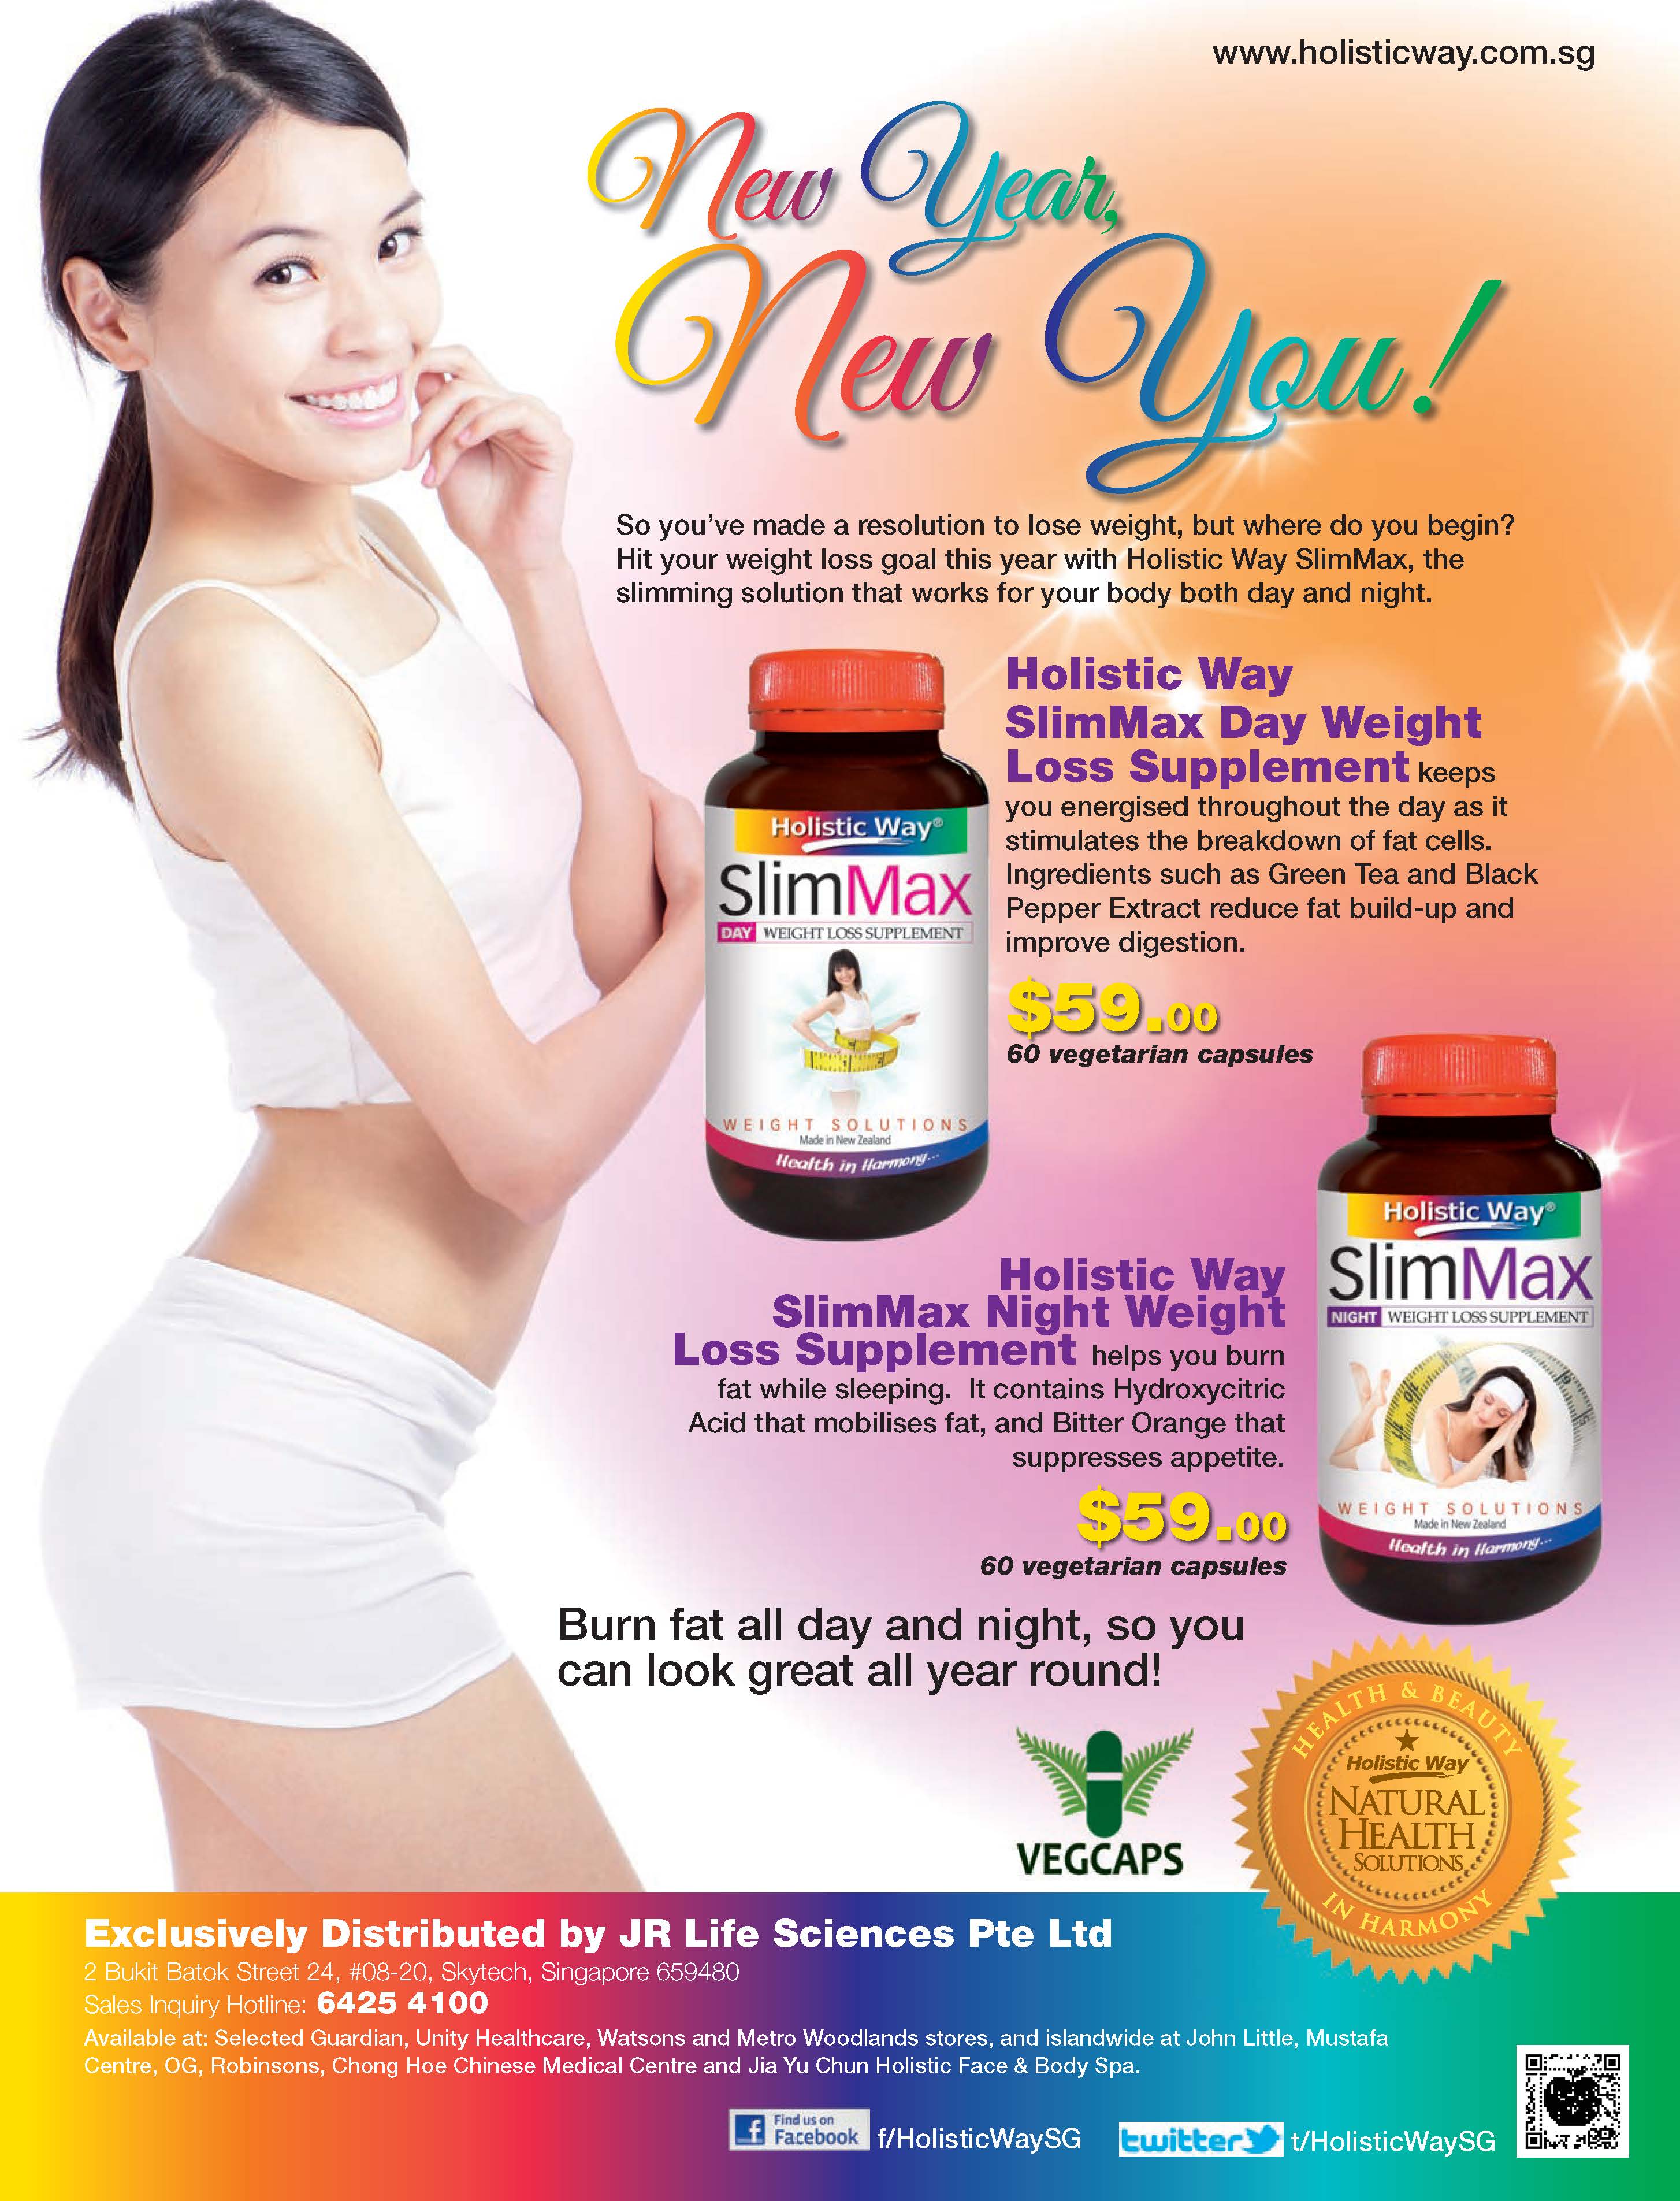 www.holisticway.com.sg
New Year,
New You!
So you've made a resolution to lose weight, but where do you begin?
Hit your weight loss goal this year with Holistic Way SlimMax, the
slimming solution that works for your body both day and night.
Holistic Way
SlimMax Day Weight
Loss Supplement keeps
you energised throughout the day as it
stimulates the breakdown of fat cells.
Ingredients such as Green Tea and Black
Pepper Extract reduce fat build-up and
improve digestion.
$59.00
60 vegetarian capsules
Holistic Way®
SlimMax
DAY WEIGHT LOSS SUPPLEMENT
WEIGHT SOLUTIONS
Made in New Zealand
Health in Harmony...
Holistic Way
SlimMax Night Weight
Loss Supplement helps you burn
fat while sleeping. It contains Hydroxycitric
Acid that mobilises fat, and Bitter Orange that
suppresses appetite.
$59.00
60 vegetarian capsules
Holistic Way®
SlimMax
NIGHT WEIGHT LOSS SUPPLEMENT
WEIGHT SOLUTIONS
Made in New Zealand
Health in Harmony...
Burn fat all day and night, so you
can look great all year round!
VEGCAPS
HEALTH & BEAUTY
Holistic Way
NATURAL
HEALTH
SOLUTIONS
IN HARMONY
Exclusively Distributed by JR Life Sciences Pte Ltd
2 Bukit Batok Street 24, #08-20, Skytech, Singapore 659480
Sales Inquiry Hotline: 6425 4100
Available at: Selected Guardian, Unity Healthcare, Watsons and Metro Woodlands stores, and islandwide at John Little, Mustafa
Centre, OG, Robinsons, Chong Hoe Chinese Medical Centre and Jia Yu Chun Holistic Face & Body Spa.
Find us on
Facebook
f/HolisticWaySG
twitter
t/HolisticWaySG